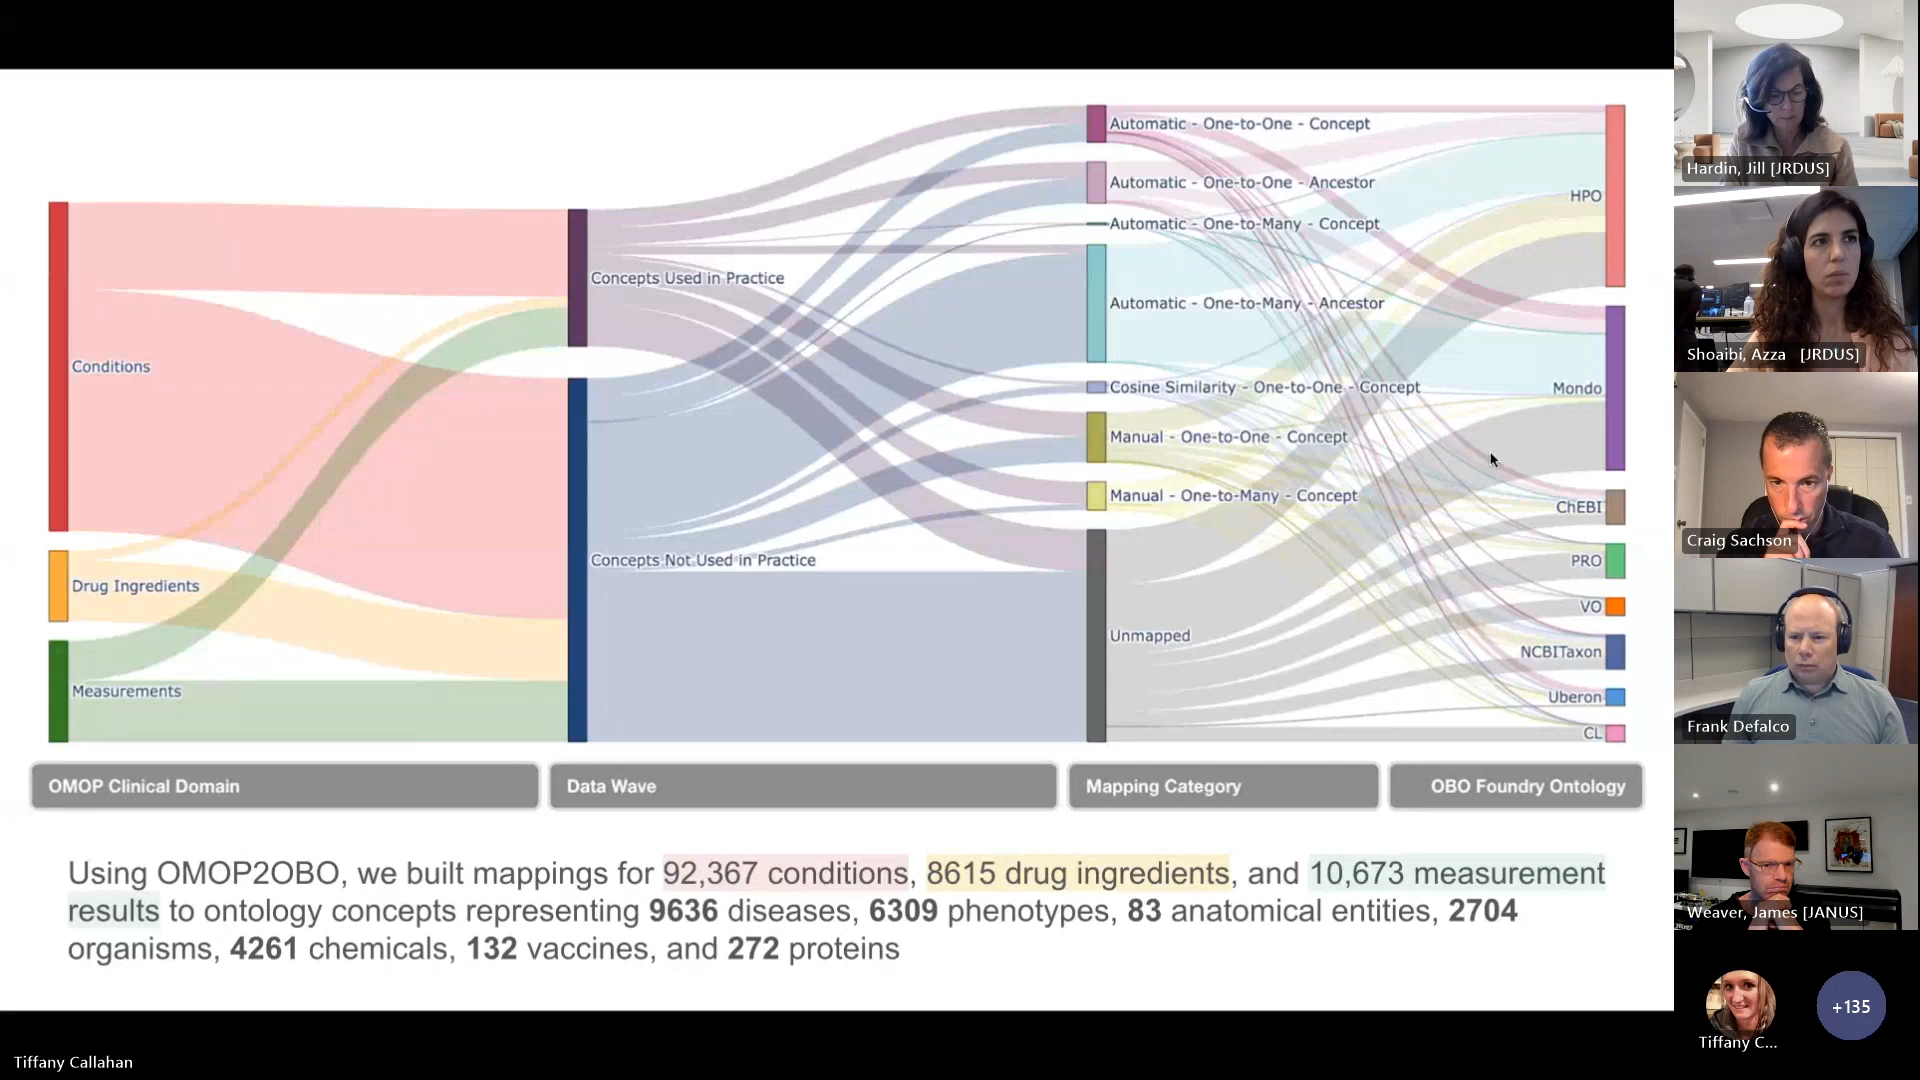 Automatic - One-to-One - Concept
Automatic - One-to-One - Ancestor
HPO
Automatic - One-to-Many - Concept
Concepts Used in Practice
Automatic - One-to-Many - Ancestor
Conditions
Cosine Similarity - One-to-One - Concept
Mondo
Manual - One-to-One - Concept
Manual - One-to-Many - Concept
ChEBI
Concepts Not Used in Practice
PRO
Drug Ingredients
VO
Unmapped
NCBITaxon
Measurements
Uberon
CL
OMOP Clinical Domain
Data Wave
Mapping Category
OBO Foundry Ontology
Using OMOP2OBO, we built mappings for 92,367 conditions, 8615 drug ingredients, and 10,673 measurement
results to ontology concepts representing 9636 diseases, 6309 phenotypes, 83 anatomical entities, 2704
organisms, 4261 chemicals, 132 vaccines, and 272 proteins
Tiffany Callahan
Hardin, Jill [JRDUS]
Shoaibi, Azza [JRDUS]
Craig Sachson
Frank Defalco
Weaver, James [JANUS]
+135
Tiffany C...